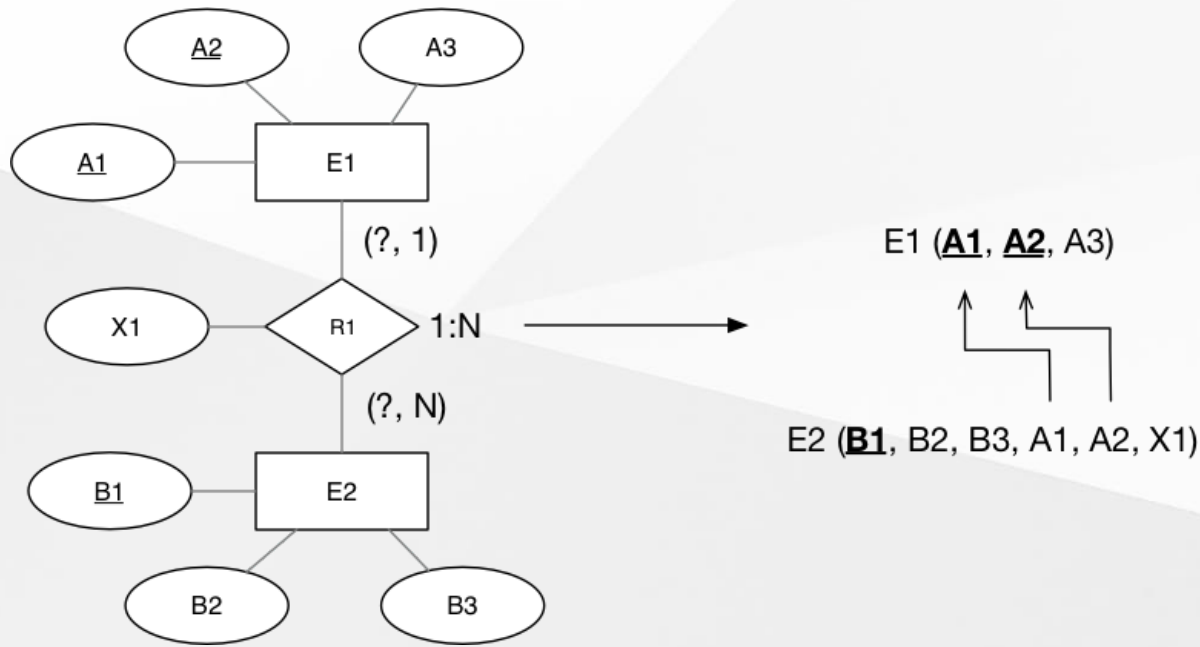 A2
A3
A1
E1
(?, 1)
E1 (A1, A2, A3)
X1
R1
1:N
(?, N)
E2 (B1, B2, B3, A1, A2, X1)
B1
E2
B2
B3